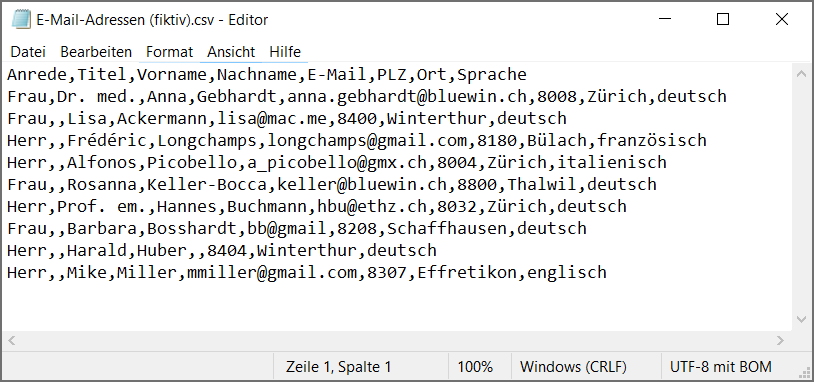 E-Mail-Adressen (fiktiv).csv - Editor
Datei Bearbeiten Format Ansicht Hilfe
Anrede,Titel,Vorname,Nachname,E-Mail,PLZ,Ort,Sprache
Frau,Dr. med.,Anna,Gebhardt,anna.gebhardt@bluewin.ch,8008,Zürich,deutsch
Frau,,Lisa,Ackermann,lisa@mac.me,8400,Winterthur,deutsch
Herr,,Frédéric,Longchamps,longchamps@gmail.com,8180,Bülach,französisch
Herr,,Alfonos,Picobello,a_picobello@gmx.ch,8004,Zürich,italienisch
Frau,,Rosanna,Keller-Bocca,keller@bluewin.ch,8800,Thalwil,deutsch
Herr,Prof. em.,Hannes,Buchmann,hbu@ethz.ch,8032,Zürich,deutsch
Frau,,Barbara,Bosshardt,bb@gmail,8208,Schaffhausen,deutsch
Herr,,Harald,Huber,,8404,Winterthur,deutsch
Herr,,Mike,Miller,mmiller@gmail.com,8307,Effretikon,englisch
Zeile 1, Spalte 1 100% Windows (CRLF) UTF-8 mit BOM